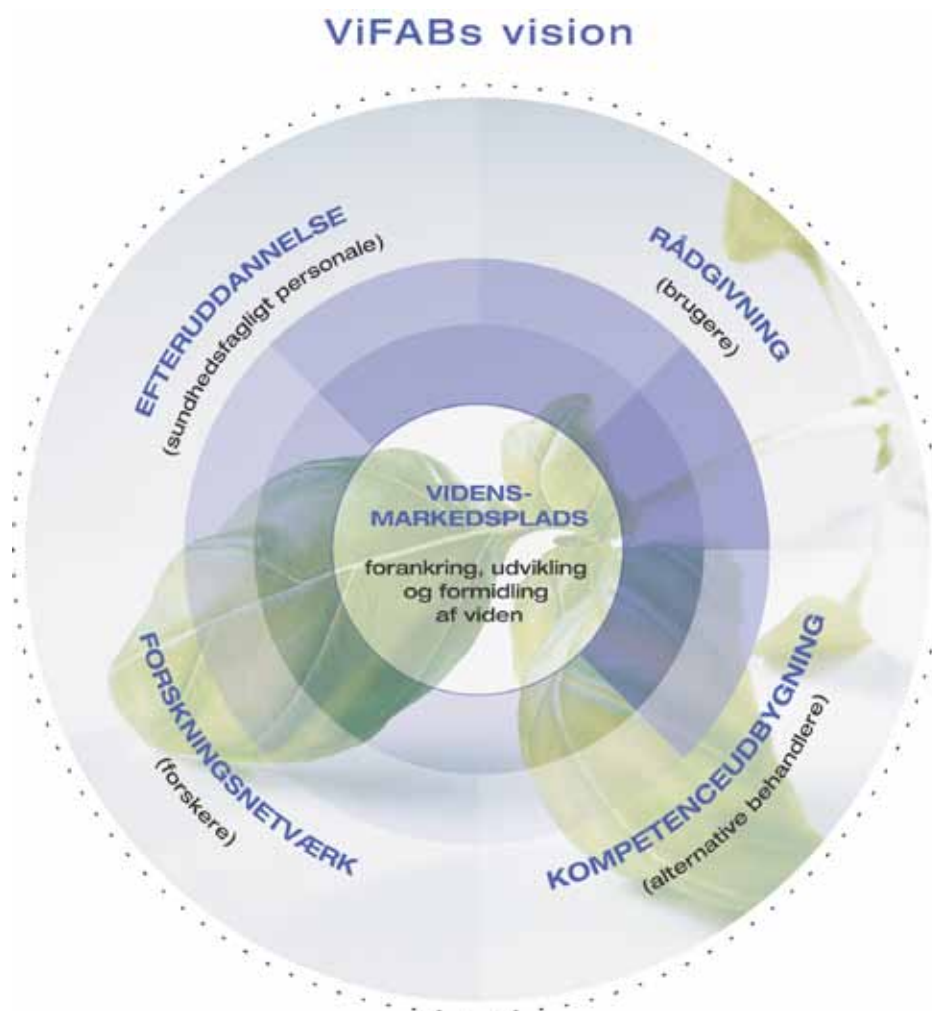 ViFABs vision
EFTERUDDANNELSE
(sundhedsfagligt personale)
RÅDGIVNING
(brugere)
VIDENS-
MARKEDSPLADS
forankring, udvikling
og formidling
af viden
FORSKNINGSNETVÆRK
(forskere)
KOMPETENCEUDBYGNING
(alternative behandlere)